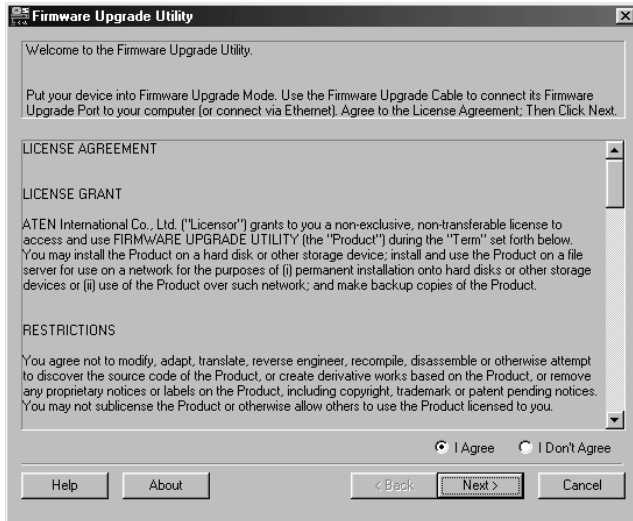 Firmware Upgrade Utility
Welcome to the Firmware Upgrade Utility.
Put your device into Firmware Upgrade Mode. Use the Firmware Upgrade Cable to connect its Firmware
Upgrade Port to your computer (or connect via Ethernet). Agree to the License Agreement; Then Click Next.
LICENSE AGREEMENT
LICENSE GRANT
ATEN International Co., Ltd. ("Licensor") grants to you a non-exclusive, non-transferable license to
access and use FIRMWARE UPGRADE UTILITY (the "Product") during the "Term" set forth below.
You may install the Product on a hard disk or other storage device; install and use the Product on a file
server for use on a network for the purposes of (i) permanent installation onto hard disks or other storage
devices or (ii) use of the Product over such network; and make backup copies of the Product.
RESTRICTIONS
You agree not to modify, adapt, translate, reverse engineer, recompile, disassemble or otherwise attempt
to discover the source code of the Product, or create derivative works based on the Product, or remove
any proprietary notices or labels on the Product, including copyright, trademark or patent pending notices.
You may not sublicense the Product or otherwise allow others to use the Product licensed to you.
I Agree I Don't Agree
Help About < Back Next > Cancel